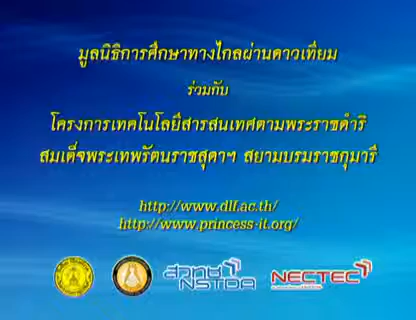 มูลนิธิการศึกษาทางไกลผ่านดาวเทียม
ร่วมกับ
โครงการเทคโนโลยีสารสนเทศตามพระราชดำริ
สมเด็จพระเทพรัตนราชสุดาฯ สยามบรมราชกุมารี
http://www.dlf.ac.th/
http://www.princess-it.org/
สวทช
NSTDA
NECTEC